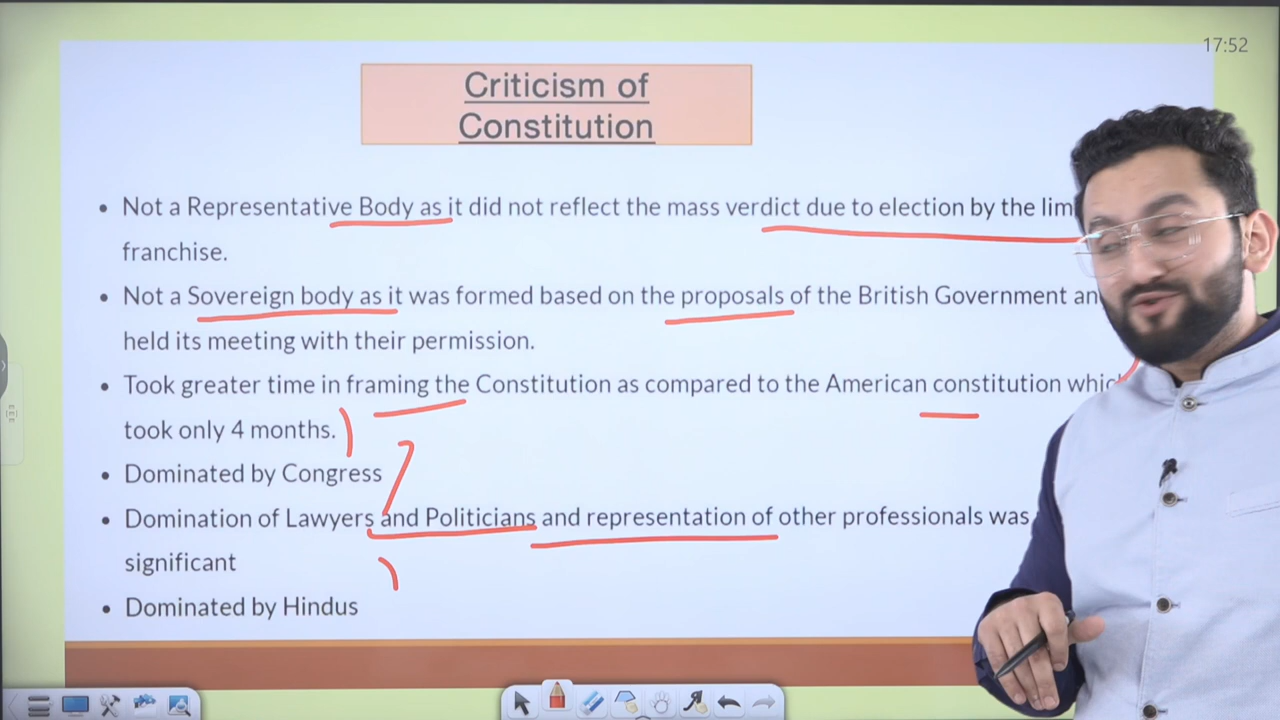 17:52
Criticism of
Constitution
• Not a Representative Body as it did not reflect the mass verdict due to election by the
franchise.
• Not a Sovereign body as it was formed based on the proposals of the British Government
held its meeting with their permission.
• Took greater time in framing the Constitution as compared to the American constitution
took only 4 months.
• Dominated by Congress
• Domination of Lawyers and Politicians and representation of other professionals was
significant
• Dominated by Hindus